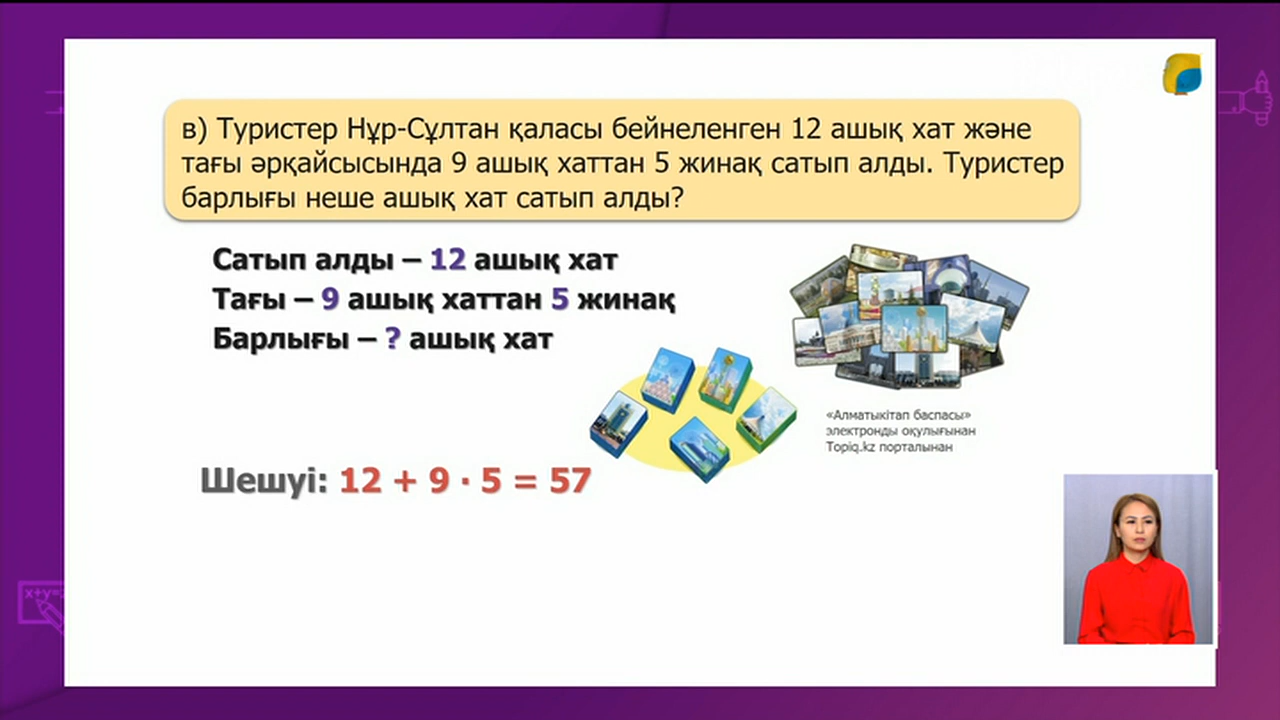 в) Туристер Нұр-Сұлтан қаласы бейнеленген 12 ашық хат және
тағы әрқайсысында 9 ашық хаттан 5 жинақ сатып алды. Туристер
барлығы неше ашық хат сатып алды?
Сатып алды – 12 ашық хат
Тағы – 9 ашық хаттан 5 жинақ
Барлығы – ? ашық хат
«Алматыкітап баспасы»
электронды оқулығынан
Topiq.kz порталынан
Шешуі: 12 + 9 · 5 = 57
x+y=